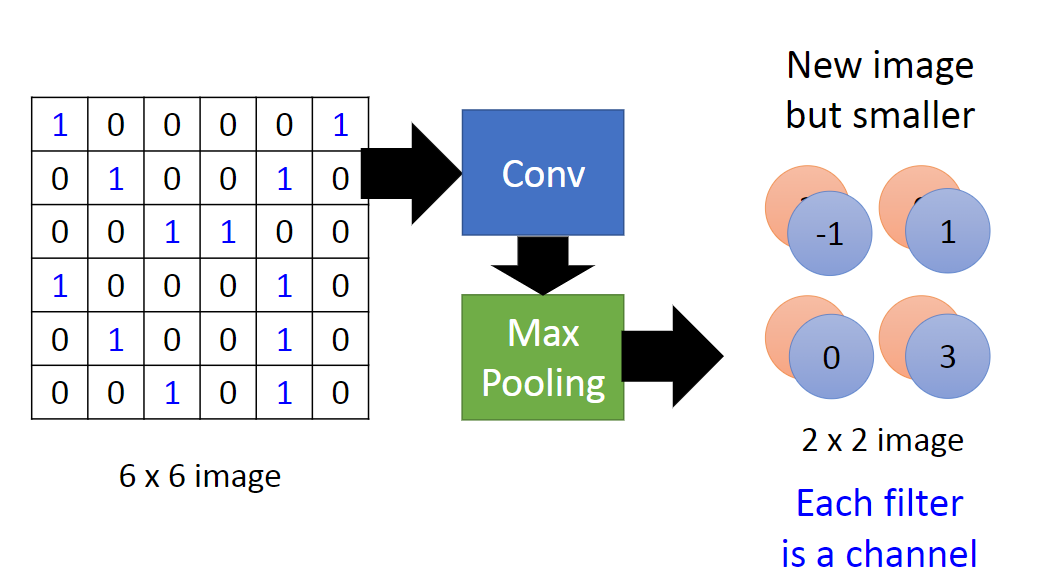 1 0 0 0 0 1
0 1 0 0 1 0
0 0 1 1 0 0
1 0 0 0 1 0
0 1 0 0 1 0
0 0 1 0 1 0
6 x 6 image
Conv
Max
Pooling
New image
but smaller
-1 1
0 3
2 x 2 image
Each filter
is a channel